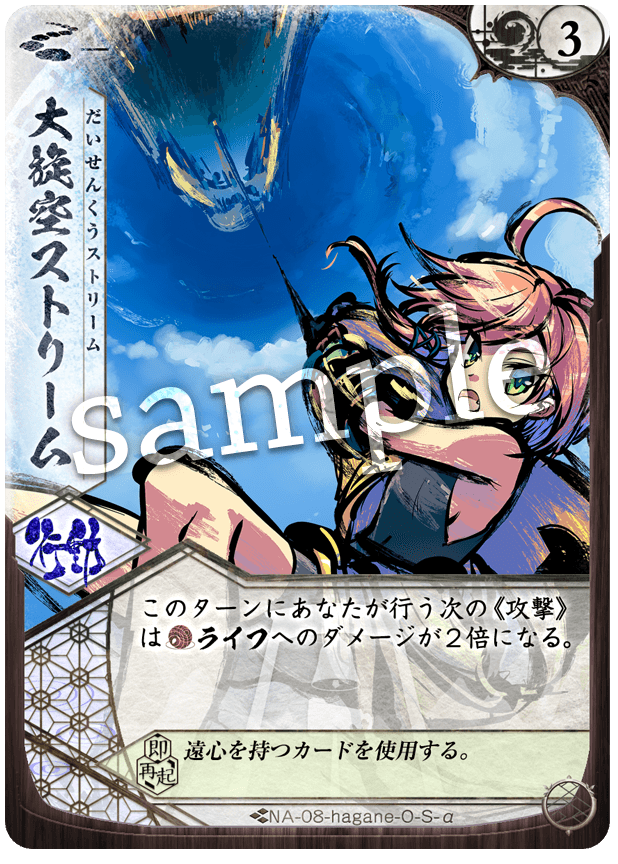 3
大旋空ストリーム
だいせんくうストリーム
sample
行動
このターンにあなたが行う次の《攻撃》
はライフへのダメージが2倍になる。
即再起
遠心を持つカードを使用する。
NA-08-hagane-O-S-α